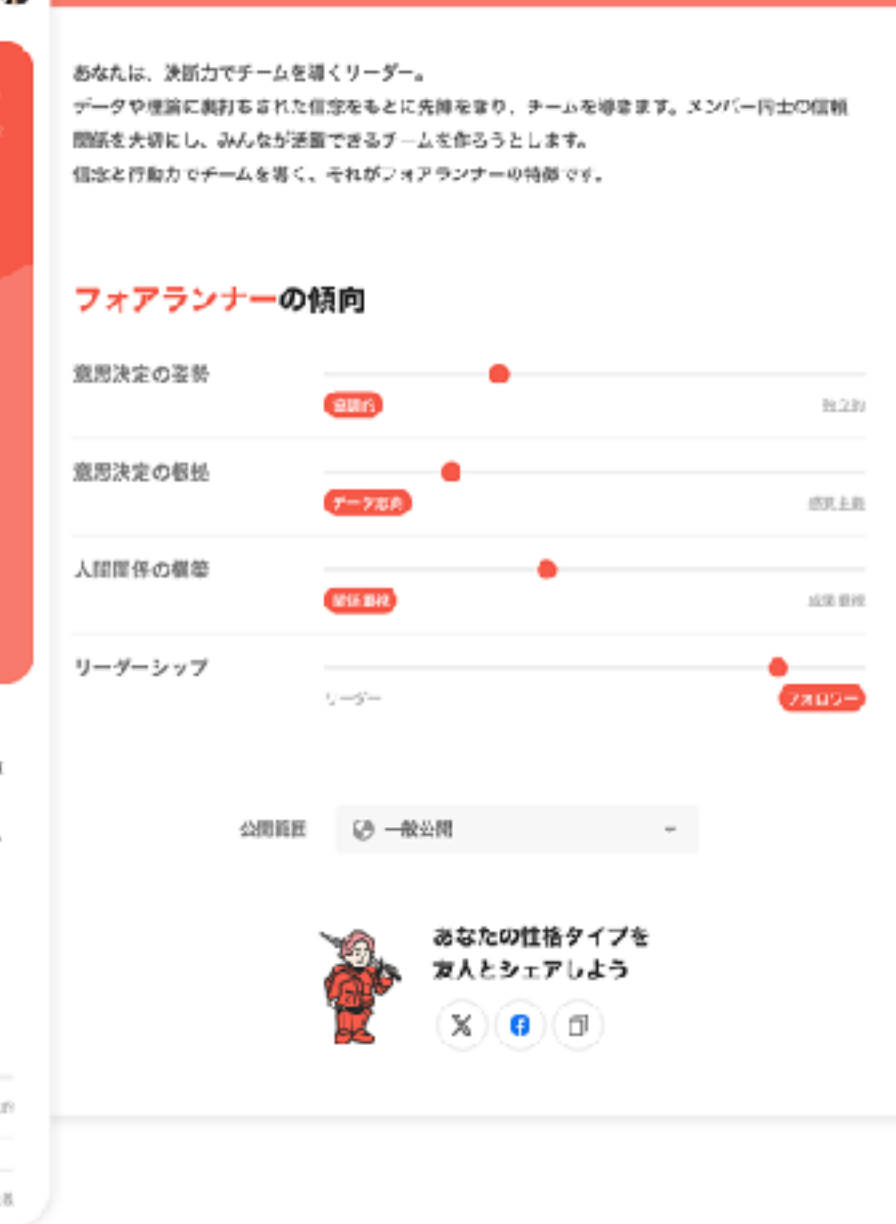 あなたは、決断力でチームを導くリーダー。
データや理論に裏打ちされた信念をもとに先陣を切り、チームを導きます。メンバー同士の信頼
関係を大切にし、みんなが活躍できるチームを作ろうとします。
信念と行動力でチームを導く、それがフォアランナーの特徴です。
フォアランナーの傾向
意思決定の姿勢
協調的 独立的
意思決定の根拠
データ志向
人間関係の構築
関係重視 成果重視
リーダーシップ
リーダー フォロワー
公開範囲 一般公開
あなたの性格タイプを
友人とシェアしよう